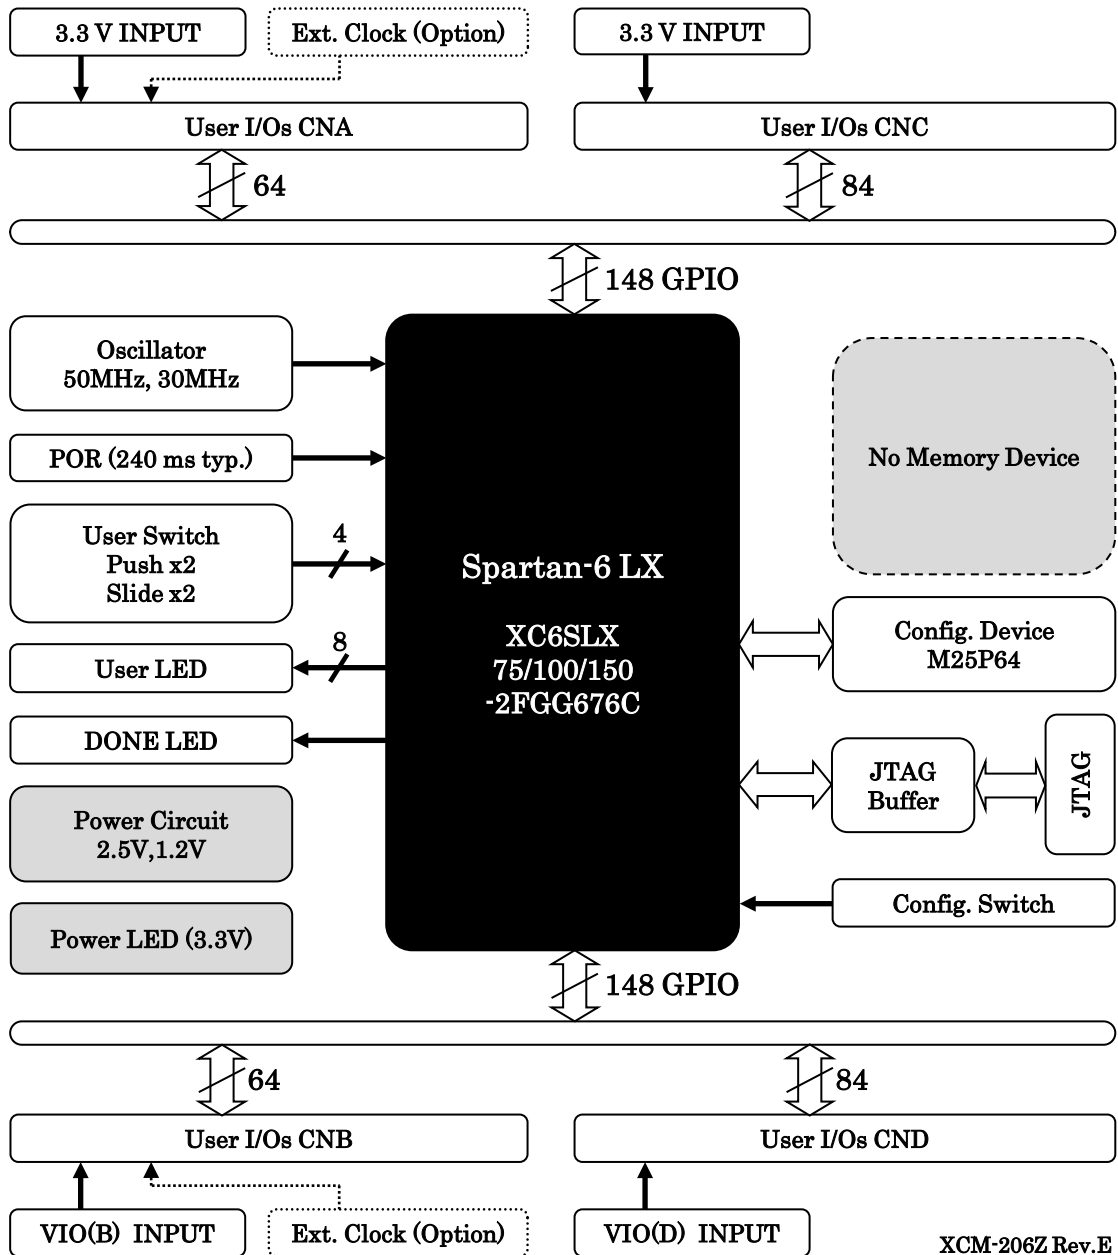 3.3 V INPUT
Ext. Clock (Option)
3.3 V INPUT
User I/Os CNA
User I/Os CNC
64
84
148 GPIO
Oscillator
50MHz, 30MHz
POR (240 ms typ.)
User Switch
Push x2
Slide x2
4
User LED
8
DONE LED
Power Circuit
2.5V,1.2V
Power LED (3.3V)
Spartan-6 LX
XC6SLX
75/100/150
-2FGG676C
No Memory Device
Config. Device
M25P64
JTAG
Buffer
JTAG
Config. Switch
148 GPIO
64
84
User I/Os CNB
User I/Os CND
VIO(B) INPUT
Ext. Clock (Option)
VIO(D) INPUT
XCM-206Z Rev.E